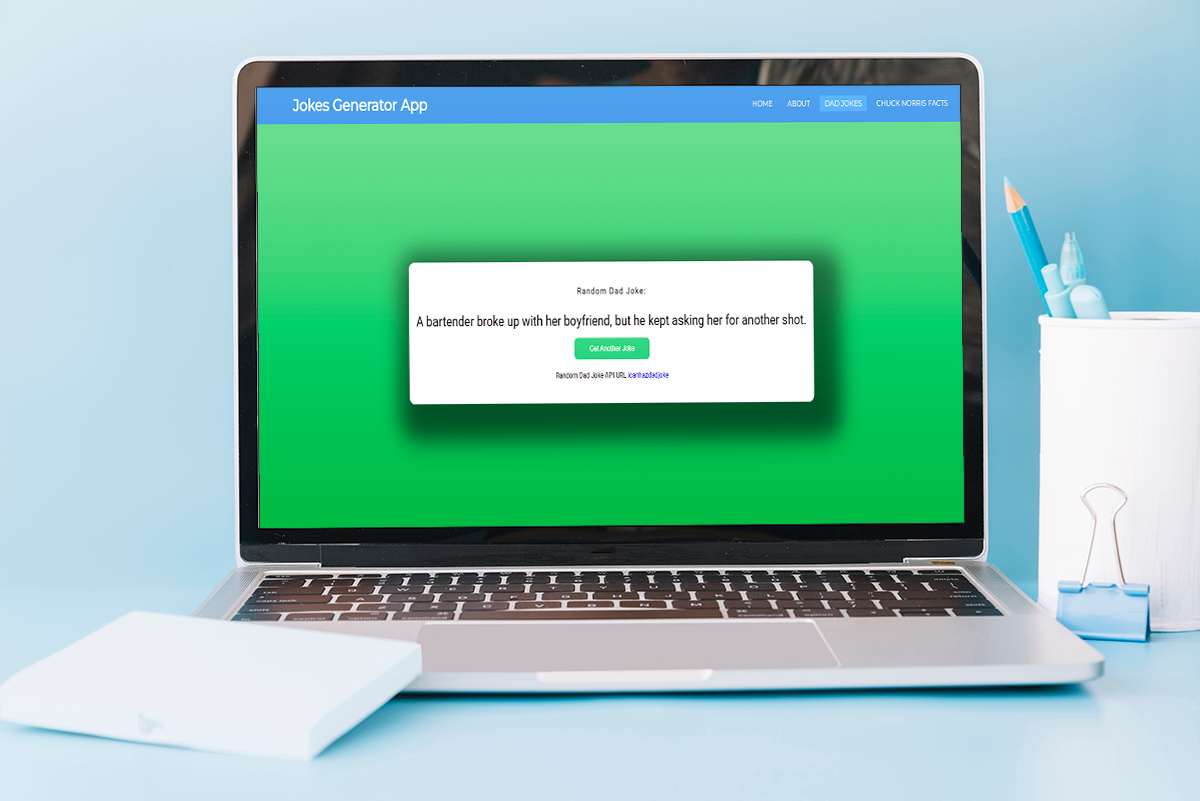 Jokes Generator App
HOME ABOUT DAD JOKES CHUCK NORRIS FACTS
Random Dad Joke:
A bartender broke up with her boyfriend, but he kept asking her for another shot.
Get Another Joke
Random Dad Joke API URL icanhazdadjoke